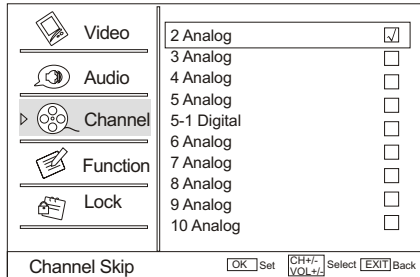 Video
Audio
Channel
Function
Lock
2 Analog
3 Analog
4 Analog
5 Analog
5-1 Digital
6 Analog
7 Analog
8 Analog
9 Analog
10 Analog
Channel Skip
OK Set
CH+/- VOL+/- Select
EXIT Back